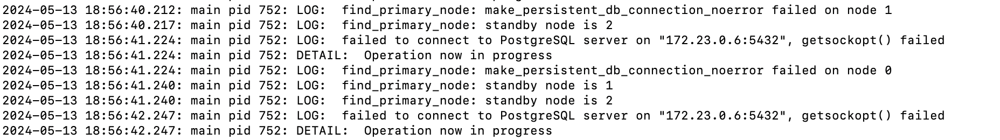 2024-05-13 18:56:40.212: main pid 752: LOG:  find_primary_node: make_persistent_db_connection_noerror failed on node 1
2024-05-13 18:56:40.217: main pid 752: LOG:  find_primary_node: standby node is 2
2024-05-13 18:56:41.224: main pid 752: LOG:  failed to connect to PostgreSQL server on "172.23.0.6:5432", getsockopt() failed
2024-05-13 18:56:41.224: main pid 752: DETAIL:  Operation now in progress
2024-05-13 18:56:41.224: main pid 752: LOG:  find_primary_node: make_persistent_db_connection_noerror failed on node 0
2024-05-13 18:56:41.240: main pid 752: LOG:  find_primary_node: standby node is 1
2024-05-13 18:56:41.240: main pid 752: LOG:  find_primary_node: standby node is 2
2024-05-13 18:56:42.247: main pid 752: LOG:  failed to connect to PostgreSQL server on "172.23.0.6:5432", getsockopt() failed
2024-05-13 18:56:42.247: main pid 752: DETAIL:  Operation now in progress